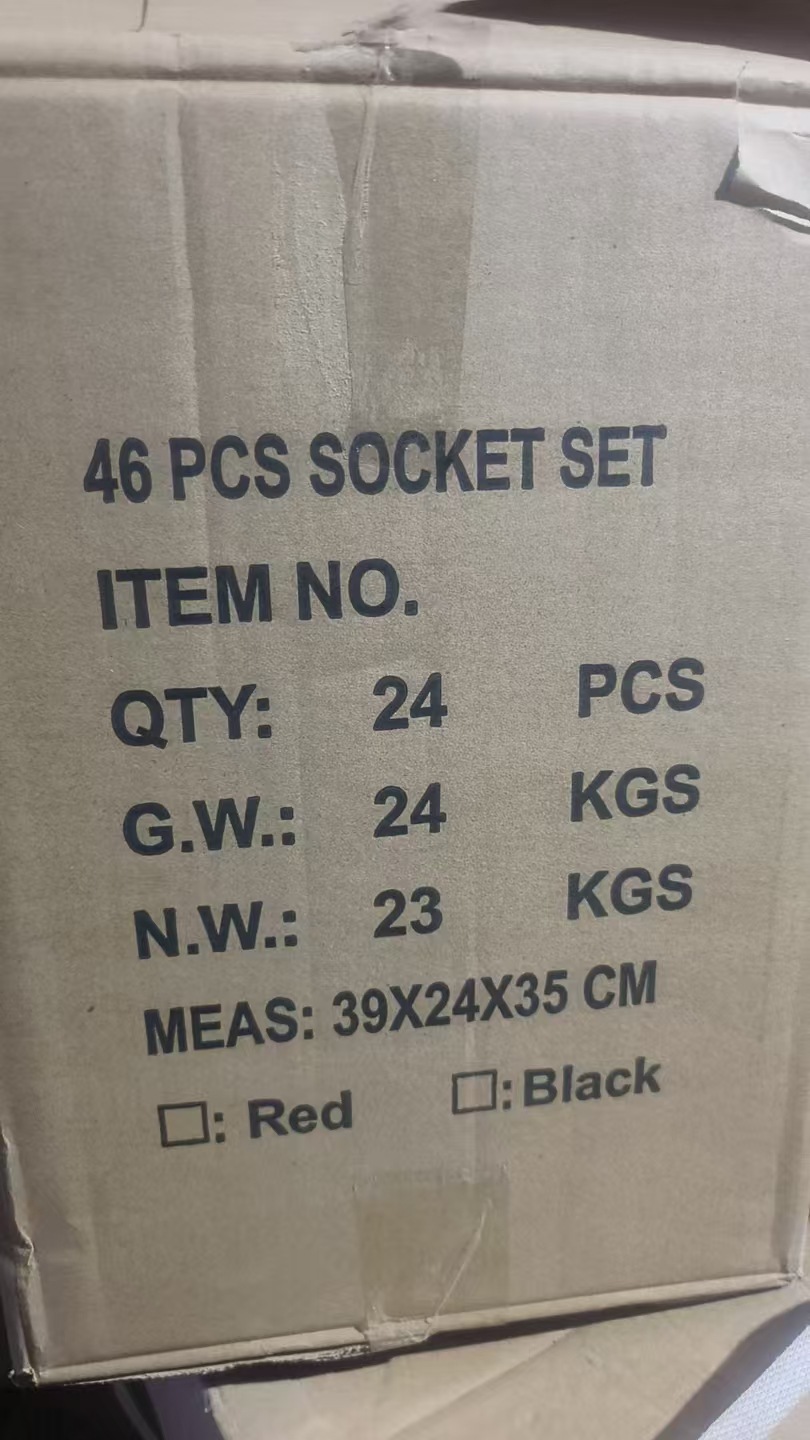 46 PCS SOCKET SET
ITEM NO.
QTY: 24 PCS
G.W.: 24 KGS
N.W.: 23 KGS
MEAS: 39X24X35 CM
☐: Red ☐: Black